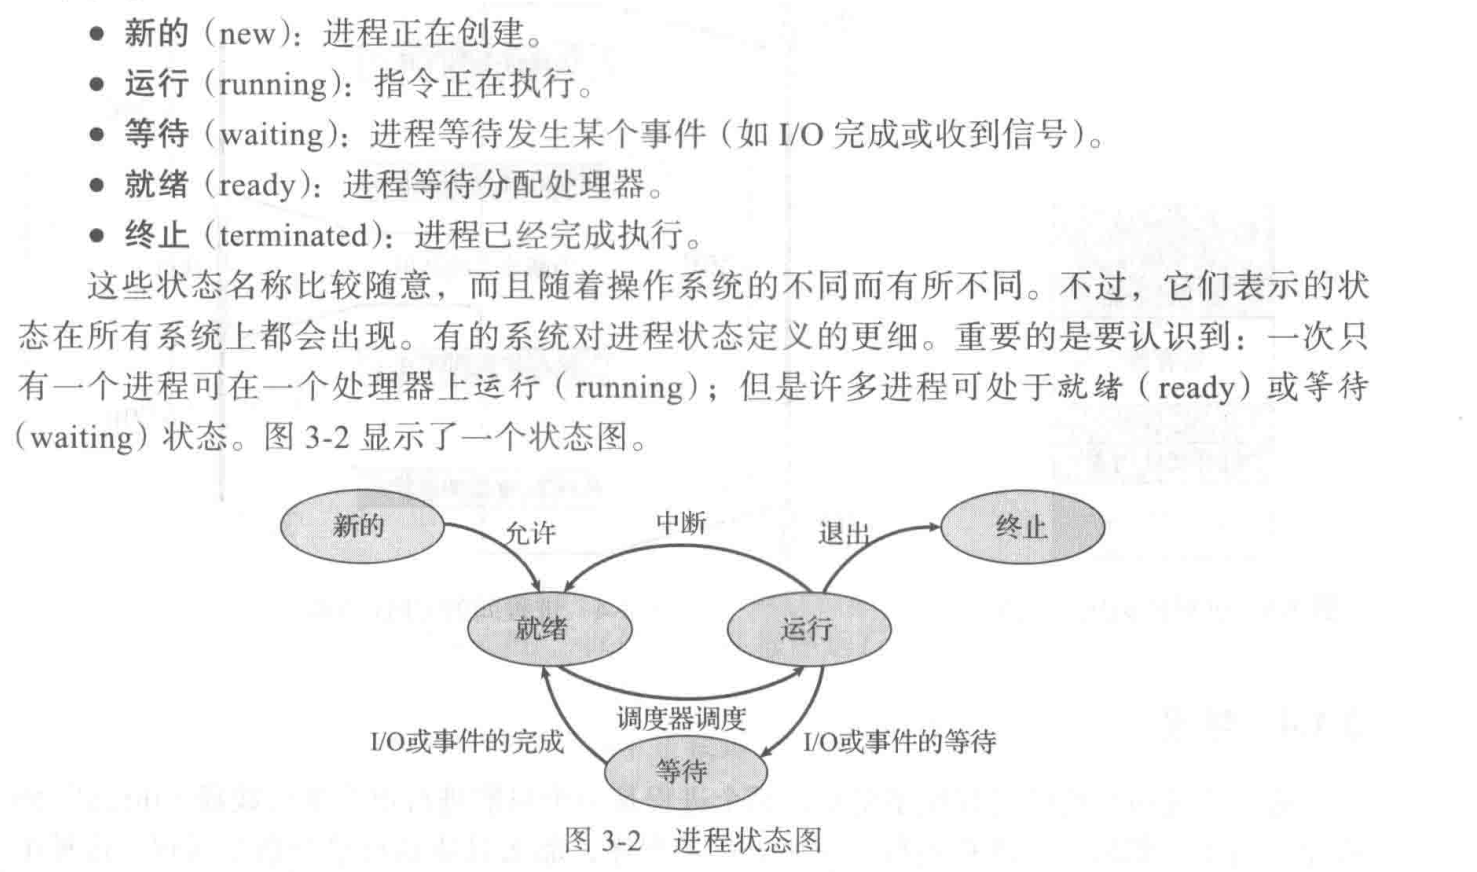 ● 新的（new）：进程正在创建。
● 运行（running）：指令正在执行。
● 等待（waiting）：进程等待发生某个事件（如 I/O 完成或收到信号）。
● 就绪（ready）：进程等待分配处理器。
● 终止（terminated）：进程已经完成执行。
这些状态名称比较随意，而且随着操作系统的不同而有所不同。不过，它们表示的状
态在所有系统上都会出现。有的系统对进程状态定义的更细。重要的是要认识到：一次只
有一个进程可在一个处理器上运行（running）；但是许多进程可处于就绪（ready）或等待
（waiting）状态。图 3-2 显示了一个状态图。
新的
允许
中断
退出
终止
就绪
运行
调度器调度
I/O或事件的完成
I/O或事件的等待
等待
图 3-2 进程状态图